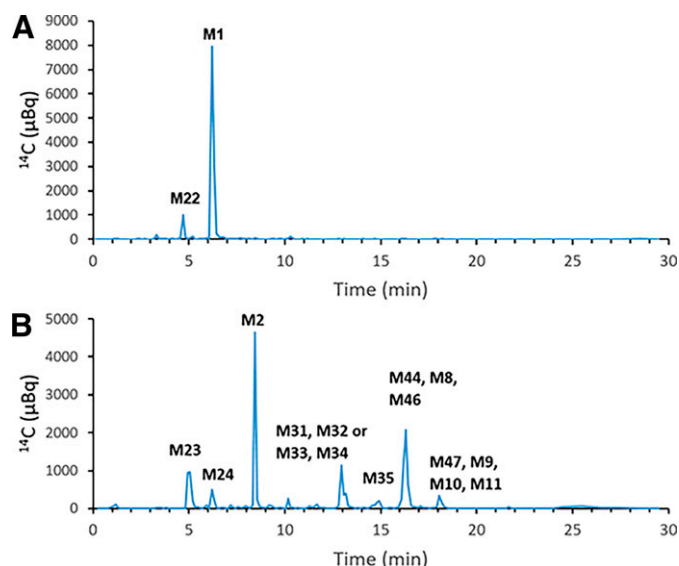 A
9000
8000
7000
6000
5000
4000
3000
2000
1000
0
¹⁴C (µBq)
M1
M22
0 5 10 15 20 25 30
Time (min)
B
5000
4000
3000
2000
1000
0
¹⁴C (µBq)
M2
M44, M8,
M46
M31, M32 or
M33, M34
M23
M24
M35
M47, M9,
M10, M11
0 5 10 15 20 25 30
Time (min)